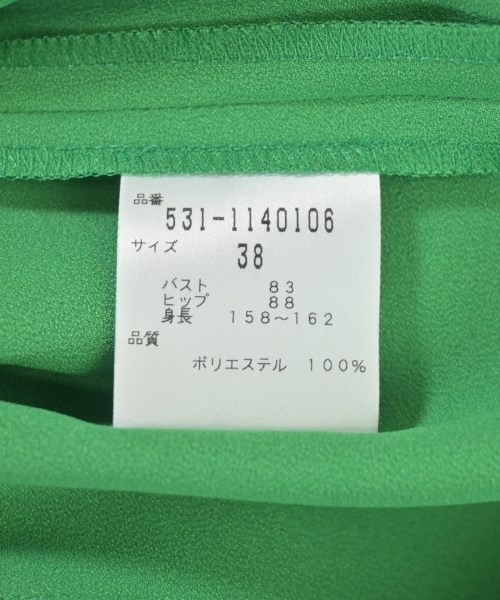 品番
531-1140106
サイズ
38
バスト 83
ヒップ 88
身長 158〜162
品質
ポリエステル 100%